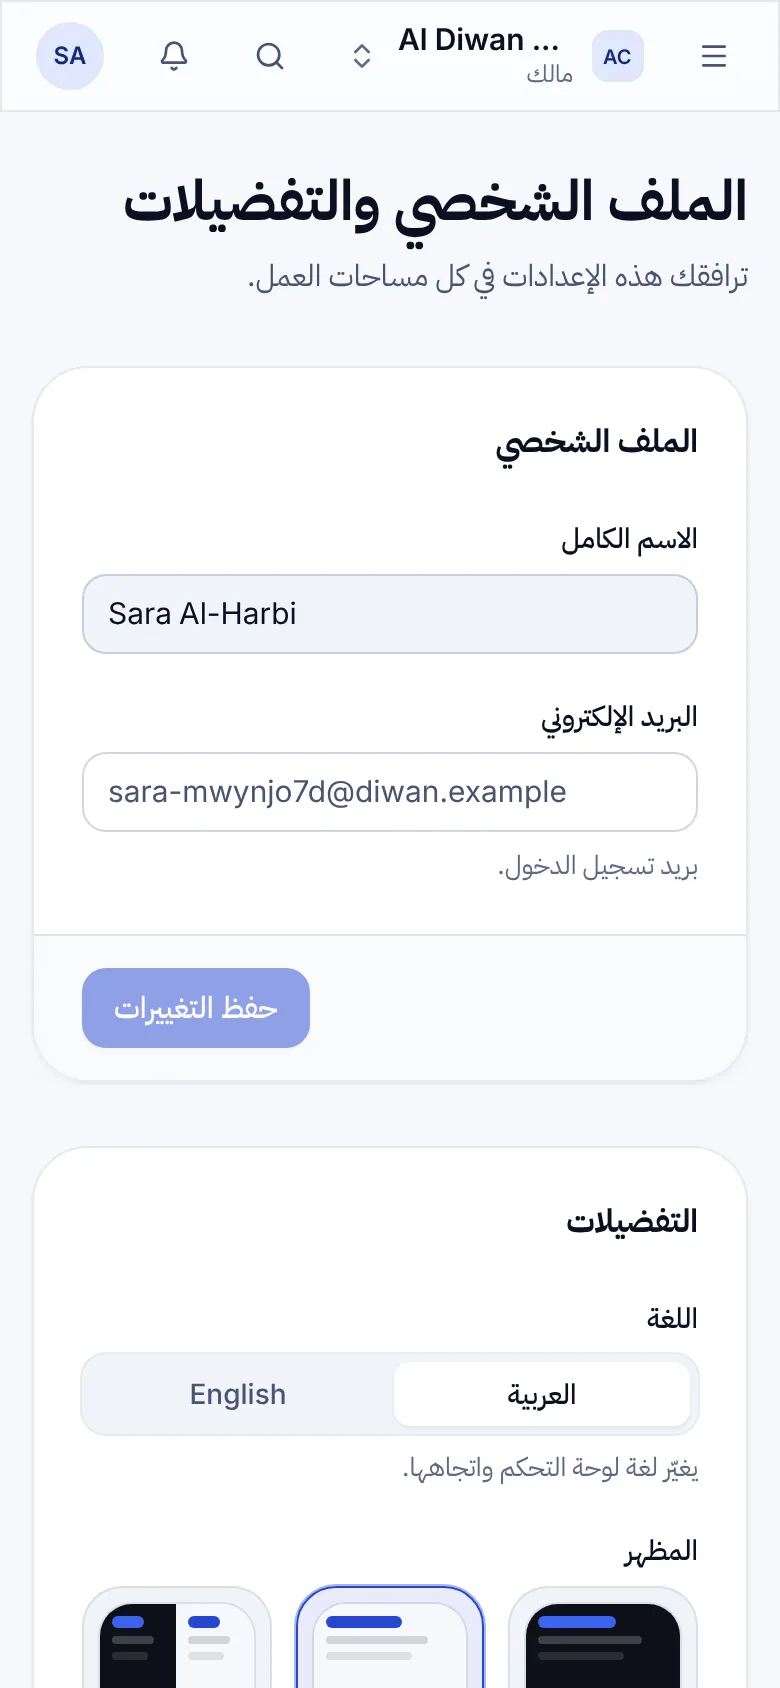 AC
Al Diwan ...
مالك
SA
الملف الشخصي والتفضيلات
ترافقك هذه الإعدادات في كل مساحات العمل.
الملف الشخصي
الاسم الكامل
Sara Al-Harbi
البريد الإلكتروني
sara-mwynjo7d@diwan.example
بريد تسجيل الدخول.
حفظ التغييرات
التفضيلات
اللغة
العربية
English
يغيّر لغة لوحة التحكم واتجاهها.
المظهر